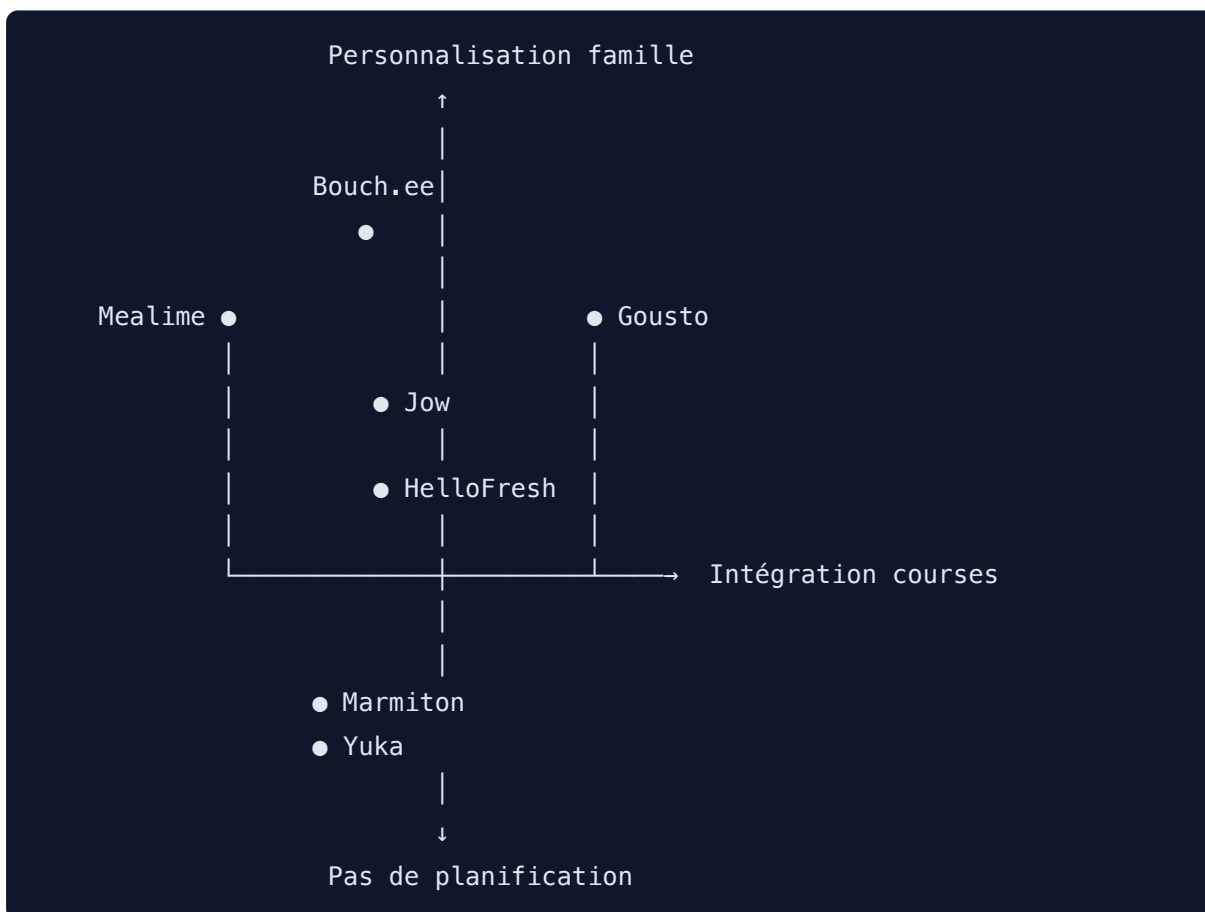 Personnalisation famille
↑
Bouch.ee
●
Mealime ● ● Gousto
● Jow
● HelloFresh
→ Intégration courses
● Marmiton
● Yuka
↓
Pas de planification